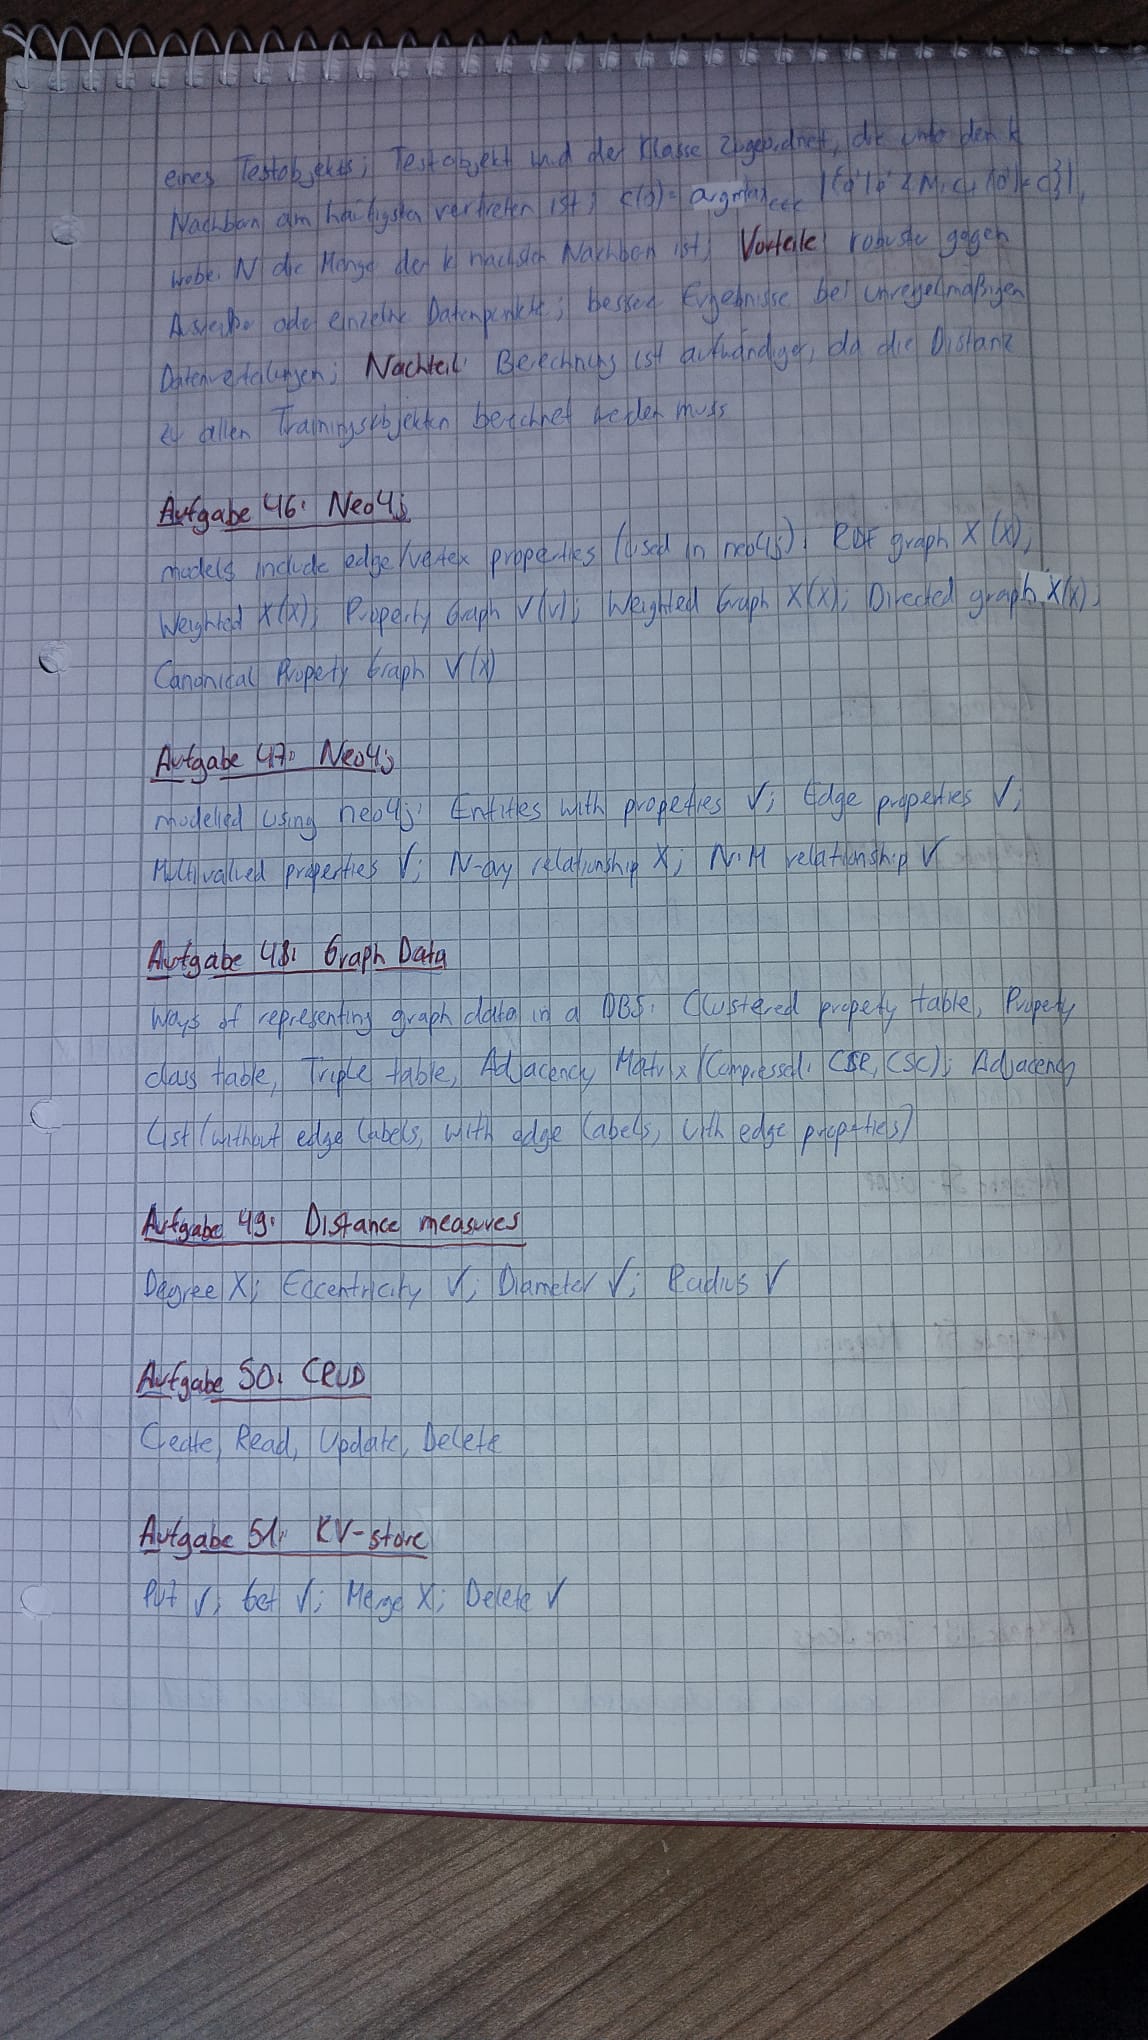 eines Testobjekts; Testobjekt wird der Klasse zugeordnet, die unter den k
Nachbarn am häufigsten vertreten ist; c(o) = argmax c∈C |{o'|o' ∈ N, c(o') = c}|,
wobei N die Menge der k nächsten Nachbarn ist; Vorteile: robuster gegen
Ausreißer oder einzelne Datenpunkte; bessere Ergebnisse bei unregelmäßigen
Datenverteilungen; Nachteil: Berechnung ist aufwändiger, da die Distanz
zu allen Trainingsobjekten berechnet werden muss
Aufgabe 46: Neo4j
models include edge/vertex properties (used in neo4j): RDF graph X (X);
Weighted X(X); Property Graph V(V); Weighted Graph X(X); Directed graph X(X);
Canonical Property Graph V(X)
Aufgabe 47: Neo4j
modelled using neo4j: Entities with properties V; Edge properties V;
Multivalued properties V; N-ary relationship X; N:M relationship V
Aufgabe 48: Graph Data
Ways of representing graph data in a DBS: Clustered property table, Property
class table, Triple table, Adjacency Matrix (Compressed: CSR, CSC); Adjacency
List (without edge labels, with edge labels, with edge properties)
Aufgabe 49: Distance measures
Degree X; Eccentricity V; Diameter V; Radius V
Aufgabe 50: CRUD
Create, Read, Update, Delete
Aufgabe 51: KV-store
Put V; Get V; Merge X; Delete V